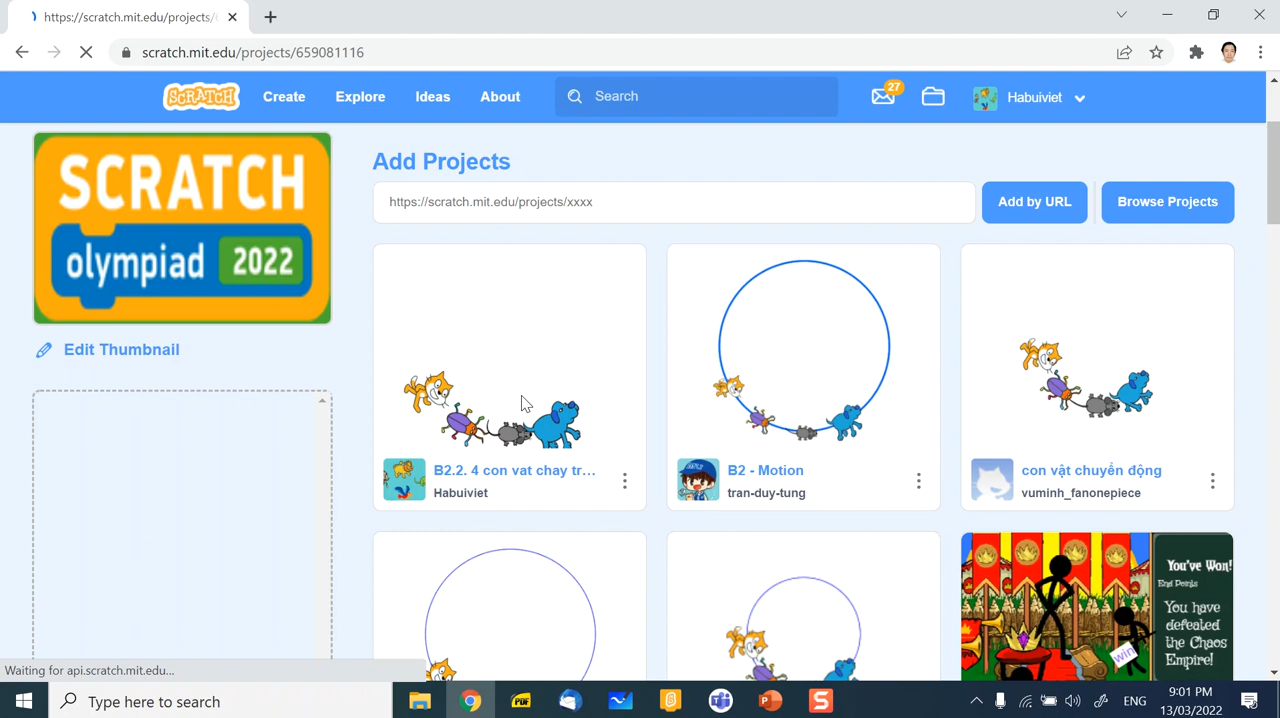 https://scratch.mit.edu/projects/6
scratch.mit.edu/projects/659081116
SCRATCH
Create
Explore
Ideas
About
Search
27
Habuiviet
SCRATCH
olympiad 2022
Edit Thumbnail
Add Projects
https://scratch.mit.edu/projects/xxxx
Add by URL
Browse Projects
B2.2. 4 con vat chay tr...
Habuiviet
B2 - Motion
tran-duy-tung
con vật chuyển động
vuminh_fanonepiece
You've Won!
End Points
You have
defeated
the Chaos
Empire!
win
Waiting for api.scratch.mit.edu...
Type here to search
PDF
ENG
9:01 PM
13/03/2022